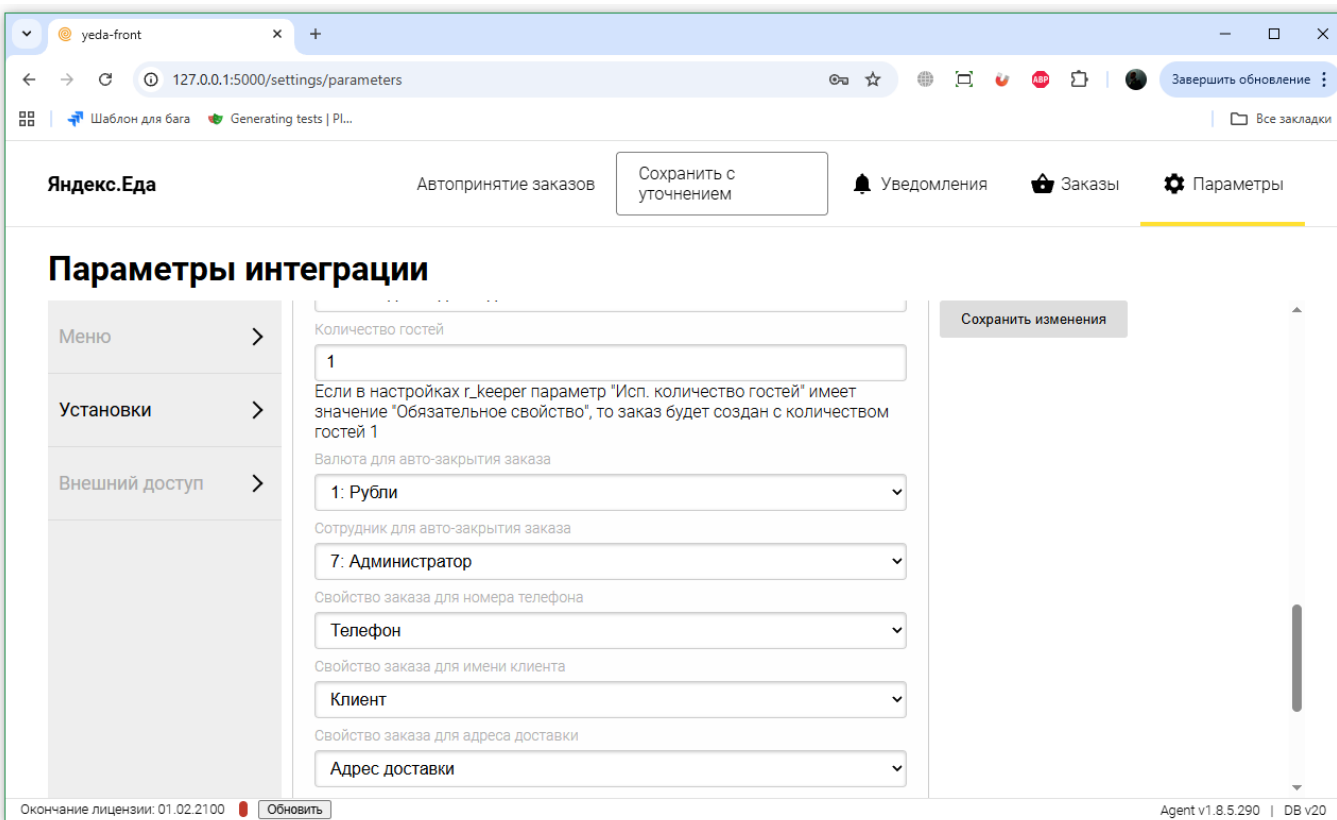 yeda-front
127.0.0.1:5000/settings/parameters
ABP
Завершить обновление
Шаблон для бага
Generating tests | Pl...
Все закладки
Яндекс.Еда
Автопринятие заказов
Сохранить с
уточнением
Уведомления
Заказы
Параметры
Параметры интеграции
Меню
Установки
Внешний доступ
Количество гостей
1
Если в настройках r_keeper параметр "Исп. количество гостей" имеет
значение "Обязательное свойство", то заказ будет создан с количеством
гостей 1
Валюта для авто-закрытия заказа
1: Рубли
Сотрудник для авто-закрытия заказа
7: Администратор
Свойство заказа для номера телефона
Телефон
Свойство заказа для имени клиента
Клиент
Свойство заказа для адреса доставки
Адрес доставки
Сохранить изменения
Окончание лицензии: 01.02.2100
Обновить
Agent v1.8.5.290 | DB v20